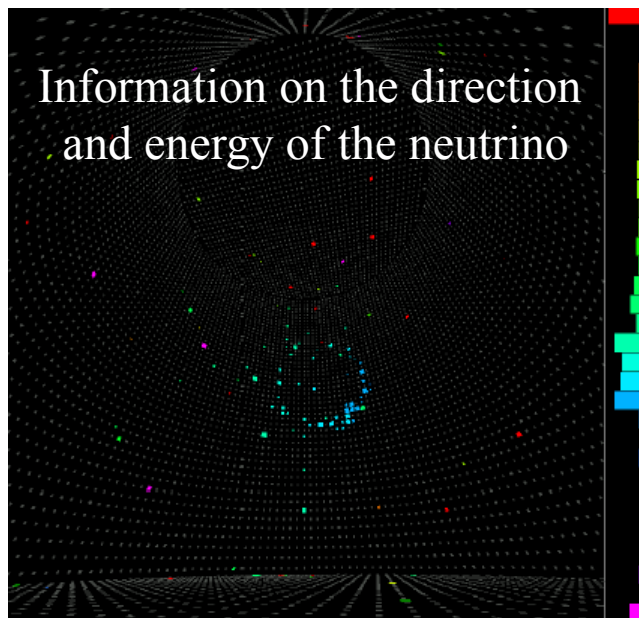 Information on the direction
and energy of the neutrino